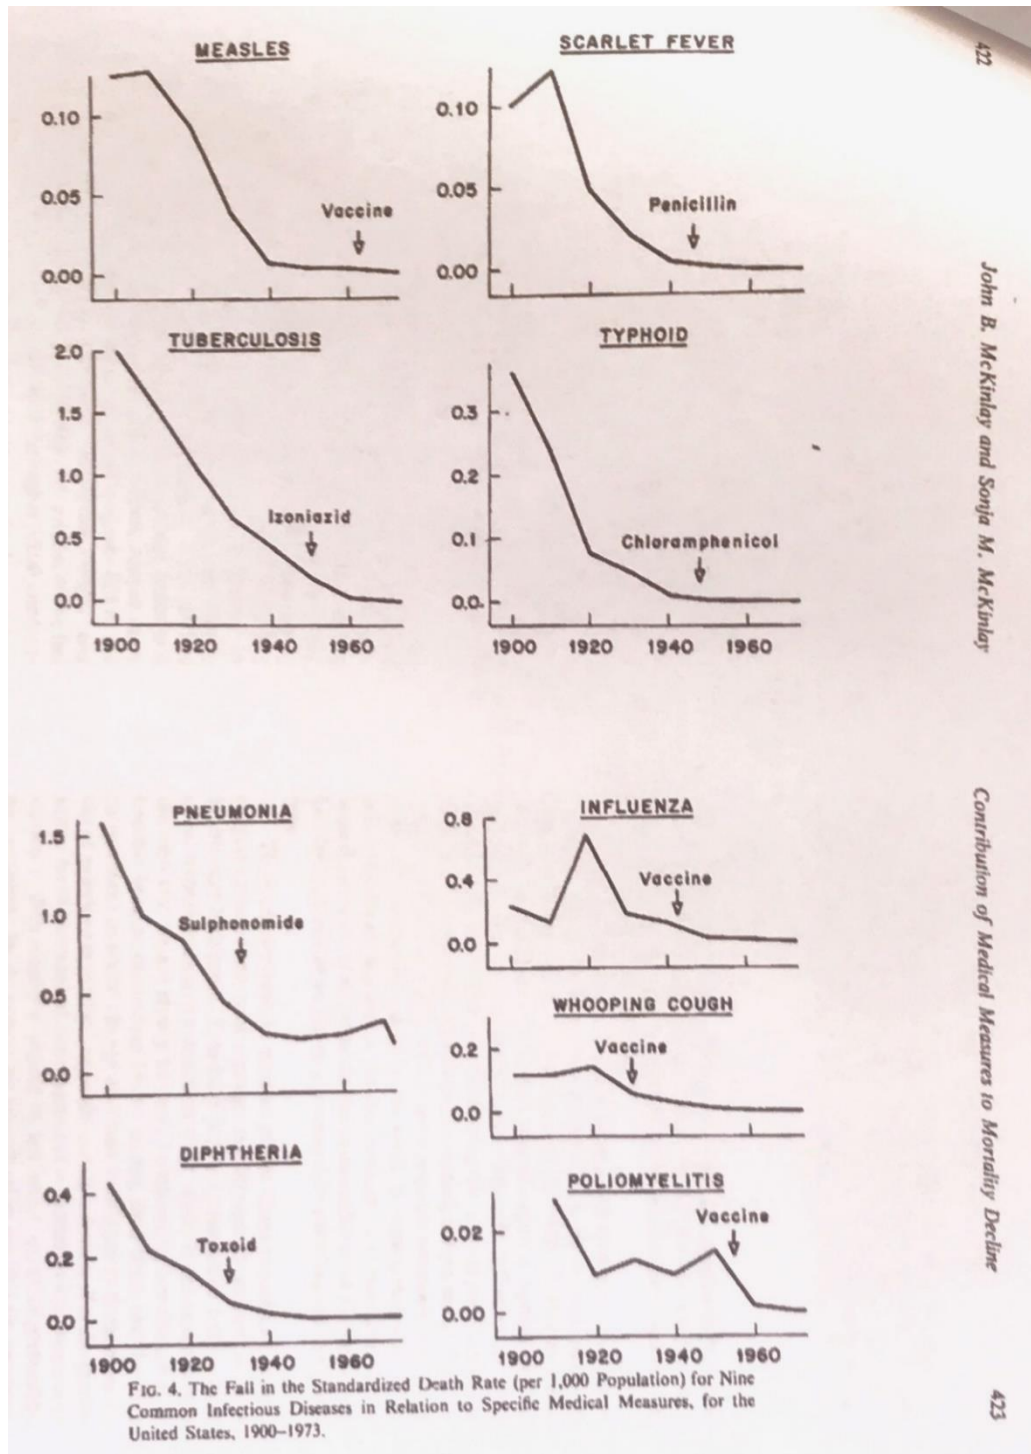 422
John B. McKinlay and Sonja M. McKinlay
MEASLES
0.10
0.05
0.00
Vaccine
SCARLET FEVER
0.10
0.05
0.00
Penicillin
TUBERCULOSIS
2.0
1.5
1.0
0.5
0.0
Izoniazid
1900 1920 1940 1960
TYPHOID
0.3
0.2
0.1
0.0
Chloramphenicol
1900 1920 1940 1960
Contribution of Medical Measures to Mortality Decline
423
PNEUMONIA
1.5
1.0
0.5
0.0
Sulphonomide
INFLUENZA
0.8
0.4
0.0
Vaccine
WHOOPING COUGH
0.2
0.0
Vaccine
DIPHTHERIA
0.4
0.2
0.0
Toxoid
1900 1920 1940 1960
POLIOMYELITIS
0.02
0.00
Vaccine
1900 1920 1940 1960
FIG. 4. The Fall in the Standardized Death Rate (per 1,000 Population) for Nine
Common Infectious Diseases in Relation to Specific Medical Measures, for the
United States, 1900–1973.